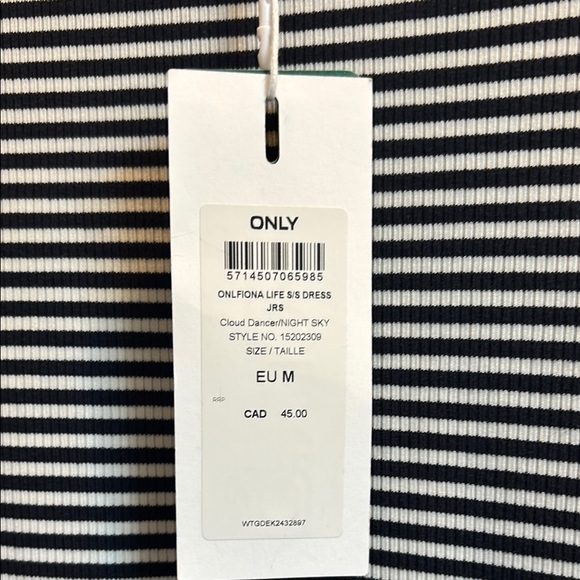 ONLY
5714507065985
ONLFIONA LIFE S/S DRESS
JRS
Cloud Dancer/NIGHT SKY
STYLE NO. 15202309
SIZE / TAILLE
EU M
pdp
CAD 45.00
WTGDEK2432897